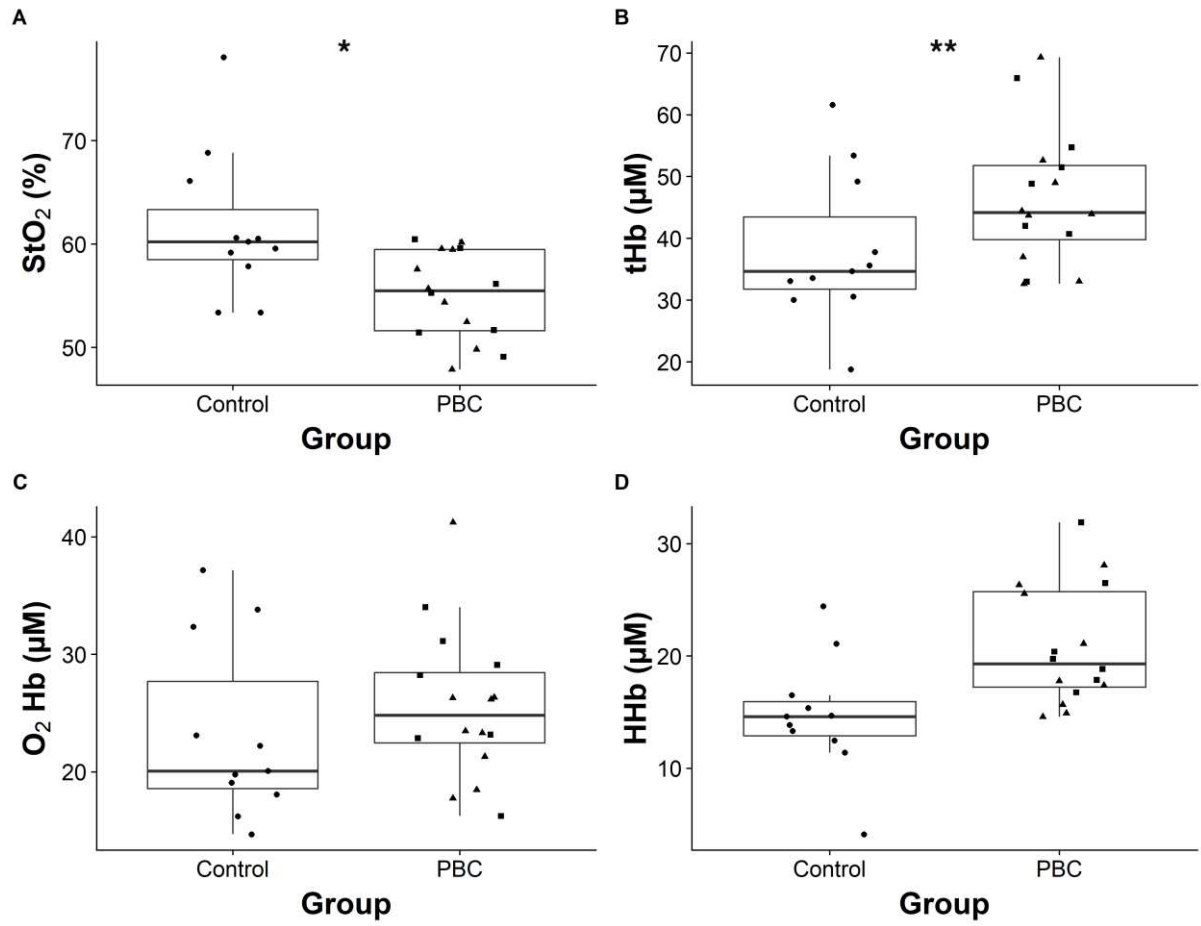 A
*
StO₂ (%)
70
60
50
Control PBC
Group
B
**
tHb (µM)
70
60
50
40
30
20
Control PBC
Group
C
O₂ Hb (µM)
40
30
20
Control PBC
Group
D
HHb (µM)
30
20
10
Control PBC
Group